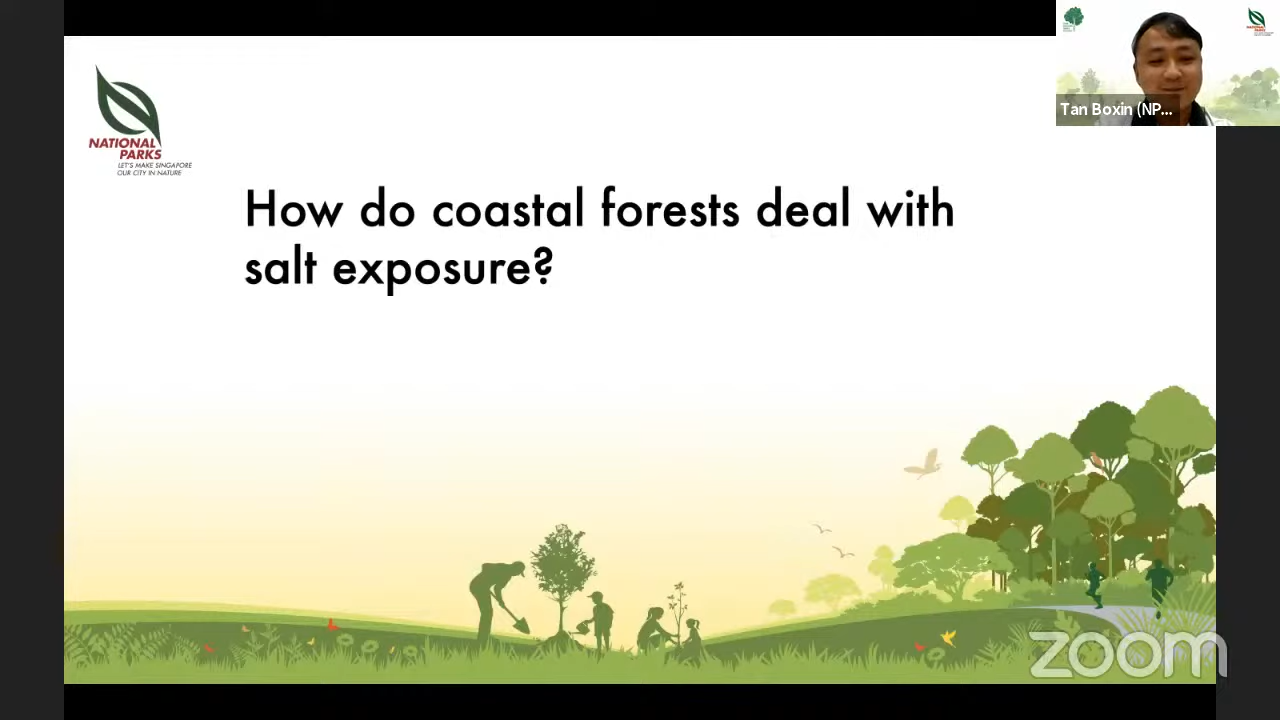 NATIONAL
PARKS
LET'S MAKE SINGAPORE
OUR CITY IN NATURE
How do coastal forests deal with
salt exposure?
Tan Boxin (NP...
zoom